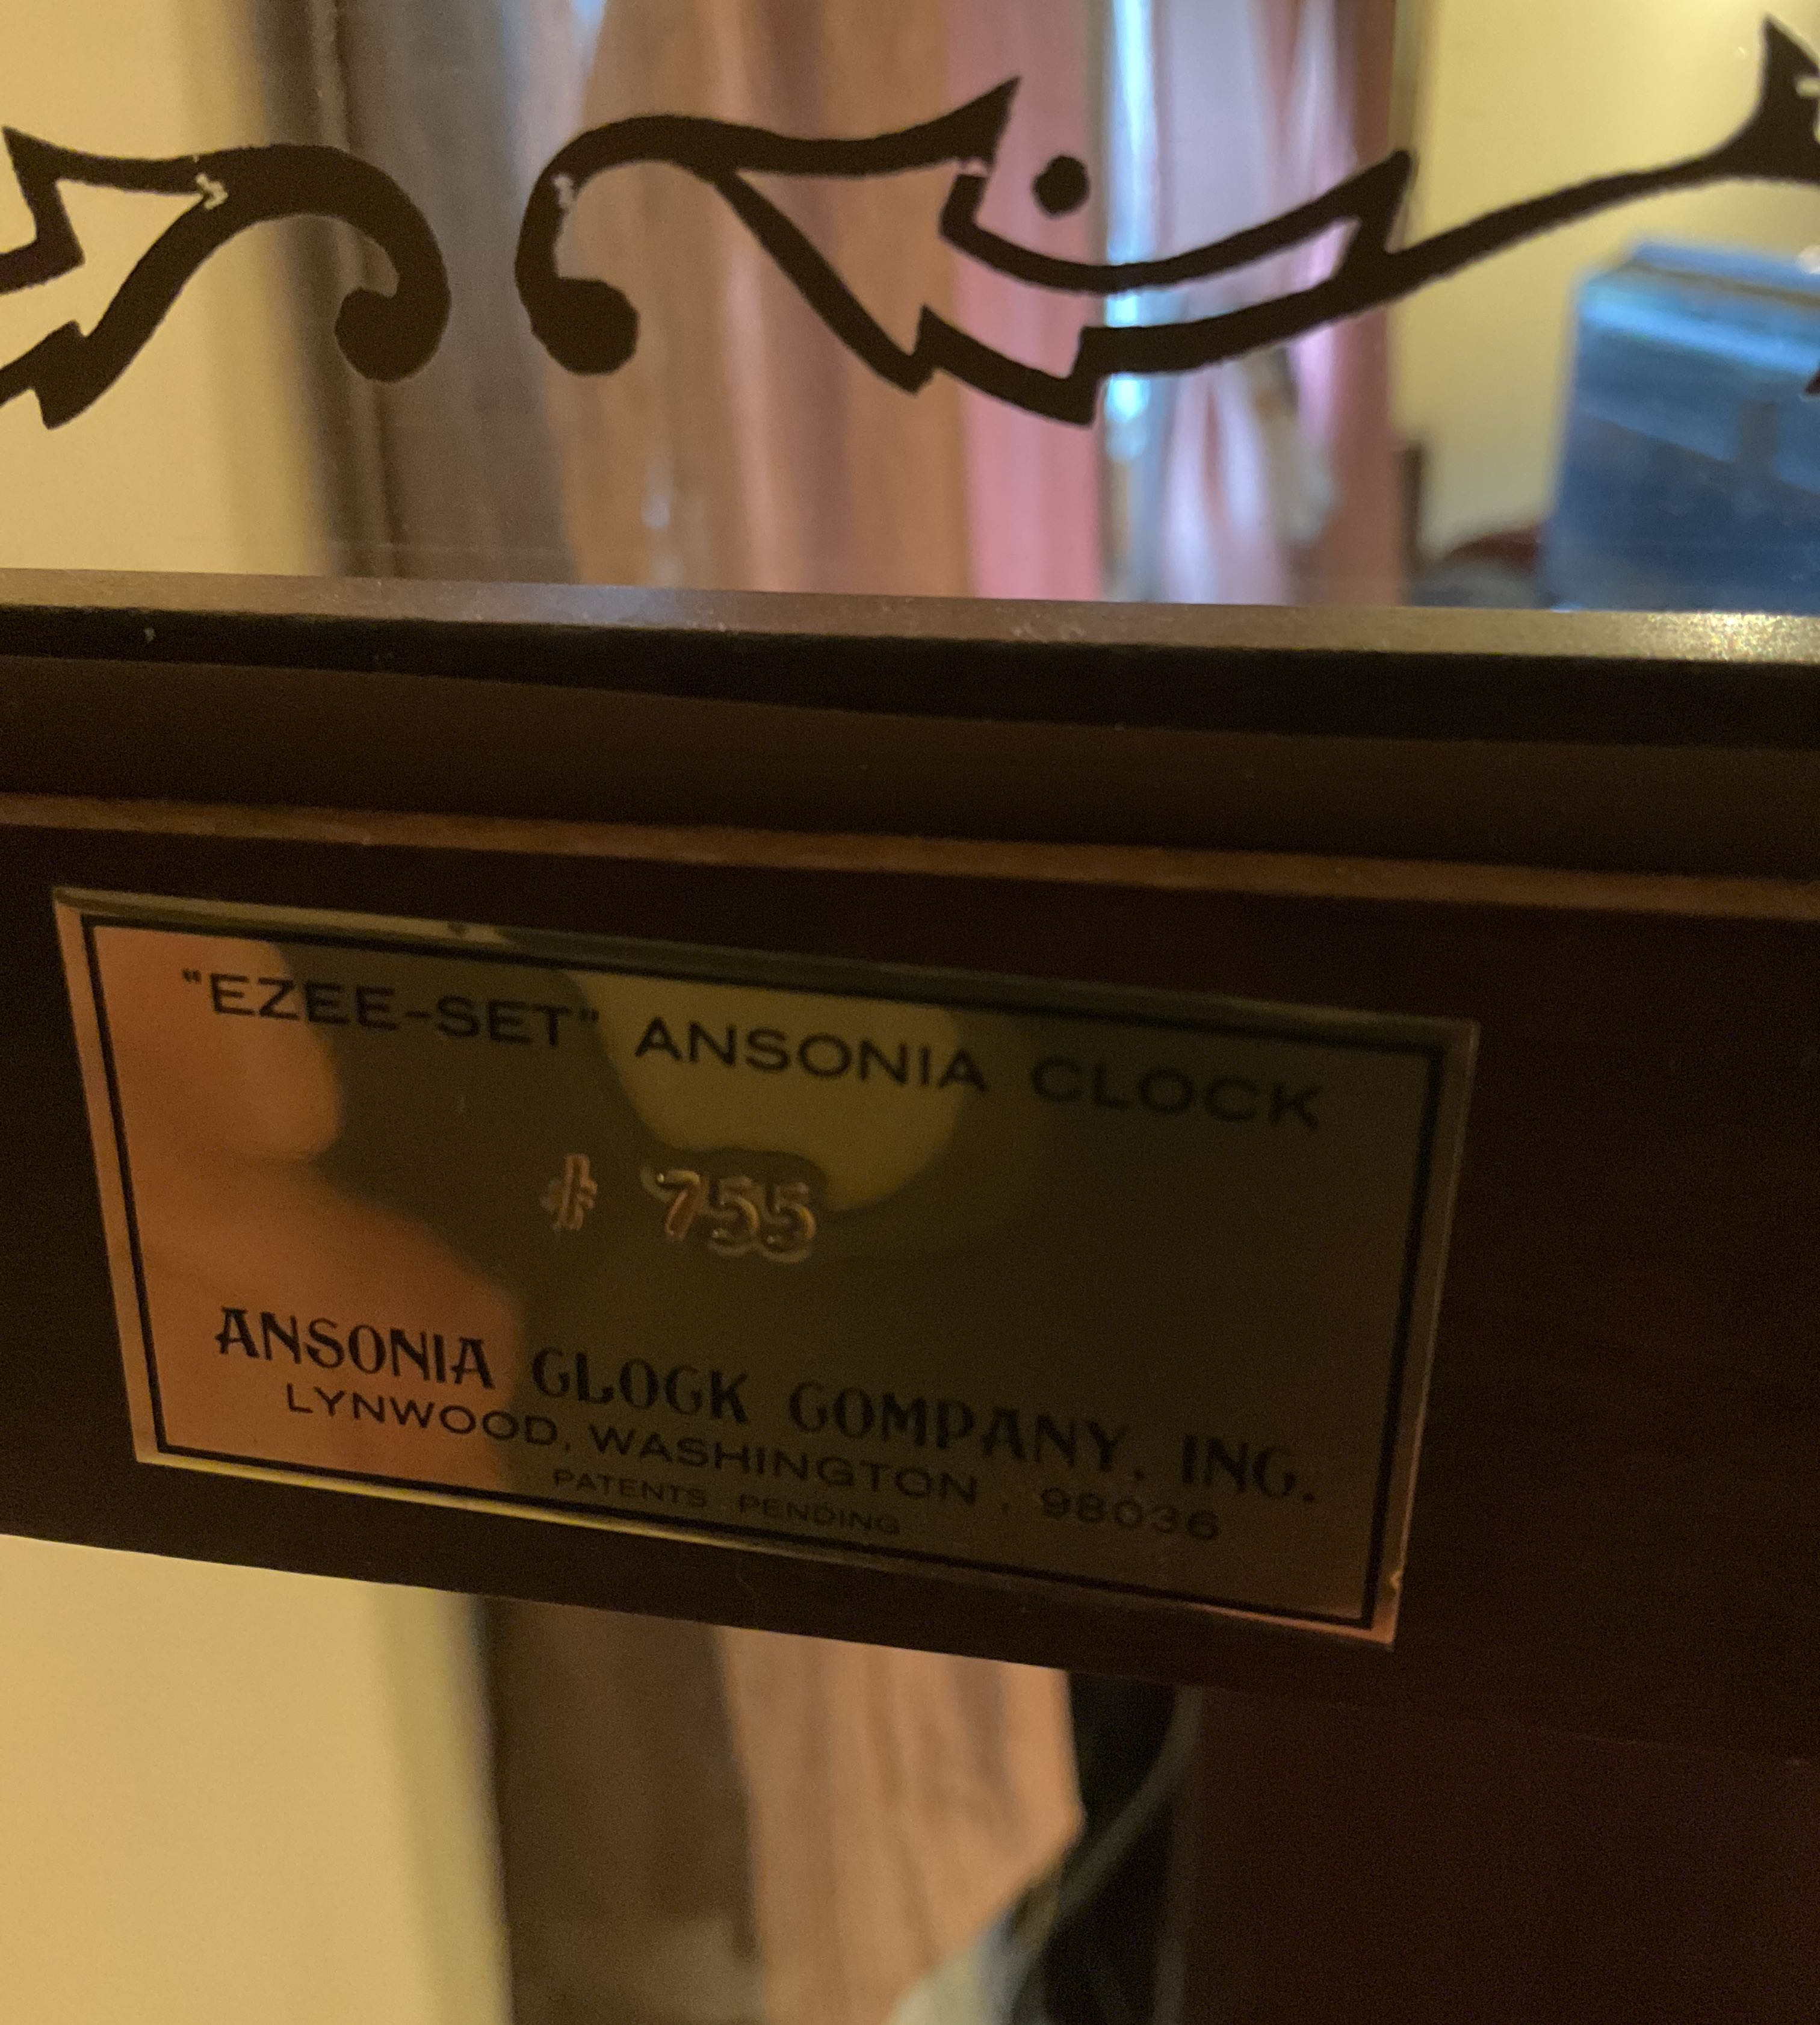 "EZEE-SET" ANSONIA CLOCK
# 755
ANSONIA CLOCK COMPANY, INC.
LYNWOOD, WASHINGTON, 98036
PATENTS PENDING